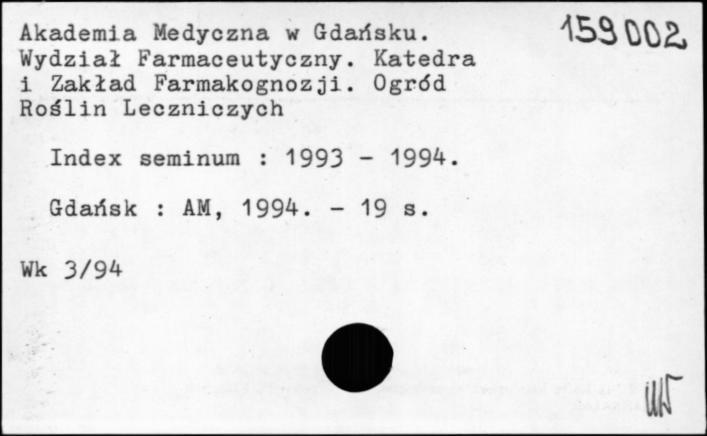 159002
Akademia Medyczna w Gdańsku.
Wydział Farmaceutyczny. Katedra
i Zakład Farmakognozji. Ogród
Roślin Leczniczych
Index seminum : 1993 - 1994.
Gdańsk : AM, 1994. - 19 s.
Wk 3/94